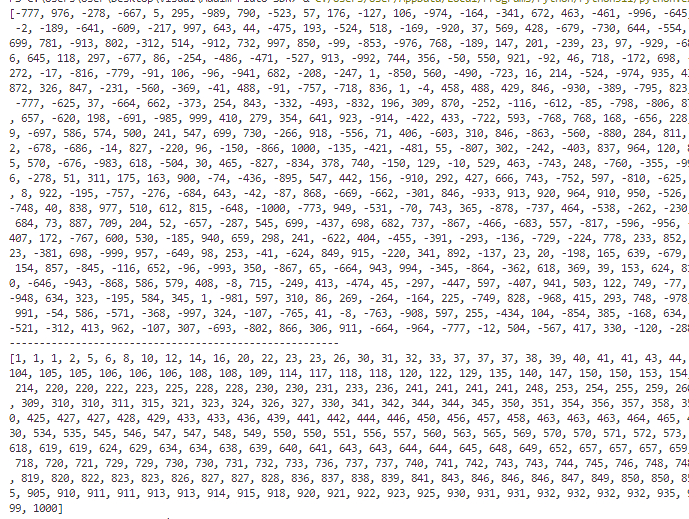 [-777, 976, -278, -667, 5, 295, -989, 790, -523, 57, 176, -127, 106, -974, -164, -341, 672, 463, -461, -996, -645,
-2, -189, -641, -609, -217, -997, 643, 44, -475, 193, -524, 518, -169, -920, 37, 569, 428, -679, -730, 644, -554,
699, 781, -913, 802, -312, 514, -912, 732, 997, 850, -99, -853, -976, 768, -189, 147, 201, -239, 23, 97, -929, -68
6, 645, 118, 297, -677, 86, -254, -486, -471, -527, 913, -992, 744, 356, -50, 550, 921, -92, 46, 718, -172, 698, -
272, -17, -816, -779, -91, 106, -96, -941, 682, -208, -247, 1, -850, 560, -490, -723, 16, 214, -524, -974, 935, 4
872, 326, 847, -231, -560, -369, -41, 488, -91, -757, -718, 836, 1, -4, 458, 488, 429, 846, -930, -389, -795, 823,
-777, -625, 37, -664, 662, -373, 254, 843, -332, -493, -832, 196, 309, 870, -252, -116, -612, -85, -798, -806, 87
, 657, -620, 198, -691, -985, 999, 410, 279, 354, 641, 923, -914, -422, 433, -722, 593, -768, 768, 168, -656, 228,
9, -697, 586, 574, 500, 241, 547, 699, 730, -266, 918, -556, 71, 406, -603, 310, 846, -863, -560, -880, 284, 811,
2, -678, -686, -14, 827, -220, 96, -150, -866, 1000, -135, -421, -481, 55, -807, 302, -242, -403, 837, 964, 120, 8
5, 570, -676, -983, 618, -504, 30, 465, -827, -834, 378, 740, -150, 129, -10, 529, 463, -743, 248, -760, -355, -99
6, -278, 51, 311, 175, 163, 900, -74, -436, -895, 547, 442, 156, -910, 292, 427, 666, 743, -752, 597, -810, -625,
, 8, 922, -195, -757, -276, -684, 643, -42, -87, 868, -669, -662, -301, 846, -933, 913, 920, 964, 910, 950, -526,
-748, 40, 838, 977, 510, 612, 815, -648, -1000, -773, 949, -531, -70, 743, 365, -878, -737, 464, -538, -262, -230,
684, 73, 887, 709, 204, 52, -657, -287, 545, 699, -437, 698, 682, 737, -867, -466, -683, 557, -817, -596, -956,
407, 172, -767, 600, 530, -185, 940, 659, 298, 241, -622, 404, -455, -391, -293, -136, -729, -224, 778, 233, 852,
23, -381, 698, -999, 957, -649, 98, 253, -41, -624, 849, 915, -220, 341, 892, -137, 23, 20, -198, 165, 639, -679,
154, 857, -845, -116, 652, -96, -993, 350, -867, 65, -664, 943, 994, -345, -864, -362, 618, 369, 39, 153, 624, 81
0, -646, -943, -868, 586, 579, 408, -8, 715, -249, 413, -474, 45, -297, -447, 597, -407, 941, 503, 122, 749, -77,
-948, 634, 323, -195, 584, 345, 1, -981, 597, 310, 86, 269, -264, -164, 225, -749, 828, -968, 415, 293, 748, -978,
991, -54, 586, -571, -368, -997, 324, -107, -765, 41, -8, -763, -908, 597, 255, -434, 104, -854, 385, -168, 634,
-521, -312, 413, 962, -107, 307, -693, -802, 866, 306, 911, -664, -964, -777, -12, 504, -567, 417, 330, -120, -28
--------------------------------------------------
[1, 1, 1, 2, 5, 6, 8, 10, 12, 14, 16, 20, 22, 23, 23, 26, 30, 31, 32, 33, 37, 37, 37, 38, 39, 40, 41, 41, 43, 44,
104, 105, 105, 106, 106, 106, 108, 108, 109, 114, 117, 118, 118, 120, 122, 129, 135, 140, 147, 150, 150, 153, 154,
214, 220, 220, 222, 223, 225, 228, 228, 230, 230, 231, 233, 236, 241, 241, 241, 241, 248, 253, 254, 255, 259, 26
, 309, 310, 310, 311, 315, 321, 323, 324, 326, 327, 330, 341, 342, 344, 344, 345, 350, 351, 354, 356, 357, 358, 35
0, 425, 427, 427, 428, 429, 433, 433, 436, 439, 441, 442, 444, 446, 450, 456, 457, 458, 463, 463, 463, 464, 465, 4
30, 534, 535, 545, 546, 547, 547, 548, 549, 550, 550, 551, 556, 557, 560, 563, 565, 569, 570, 570, 571, 572, 573,
618, 619, 619, 624, 629, 634, 634, 638, 639, 640, 641, 643, 643, 644, 644, 645, 648, 649, 652, 657, 657, 657, 659,
718, 720, 721, 729, 729, 730, 730, 731, 732, 733, 736, 737, 737, 740, 741, 742, 743, 743, 744, 745, 746, 748, 748
, 819, 820, 822, 823, 823, 826, 827, 827, 828, 836, 837, 838, 839, 841, 843, 846, 846, 846, 847, 849, 850, 850, 85
5, 905, 910, 911, 911, 913, 913, 914, 915, 918, 920, 921, 922, 923, 925, 930, 931, 931, 932, 932, 932, 935, 9
99, 1000]